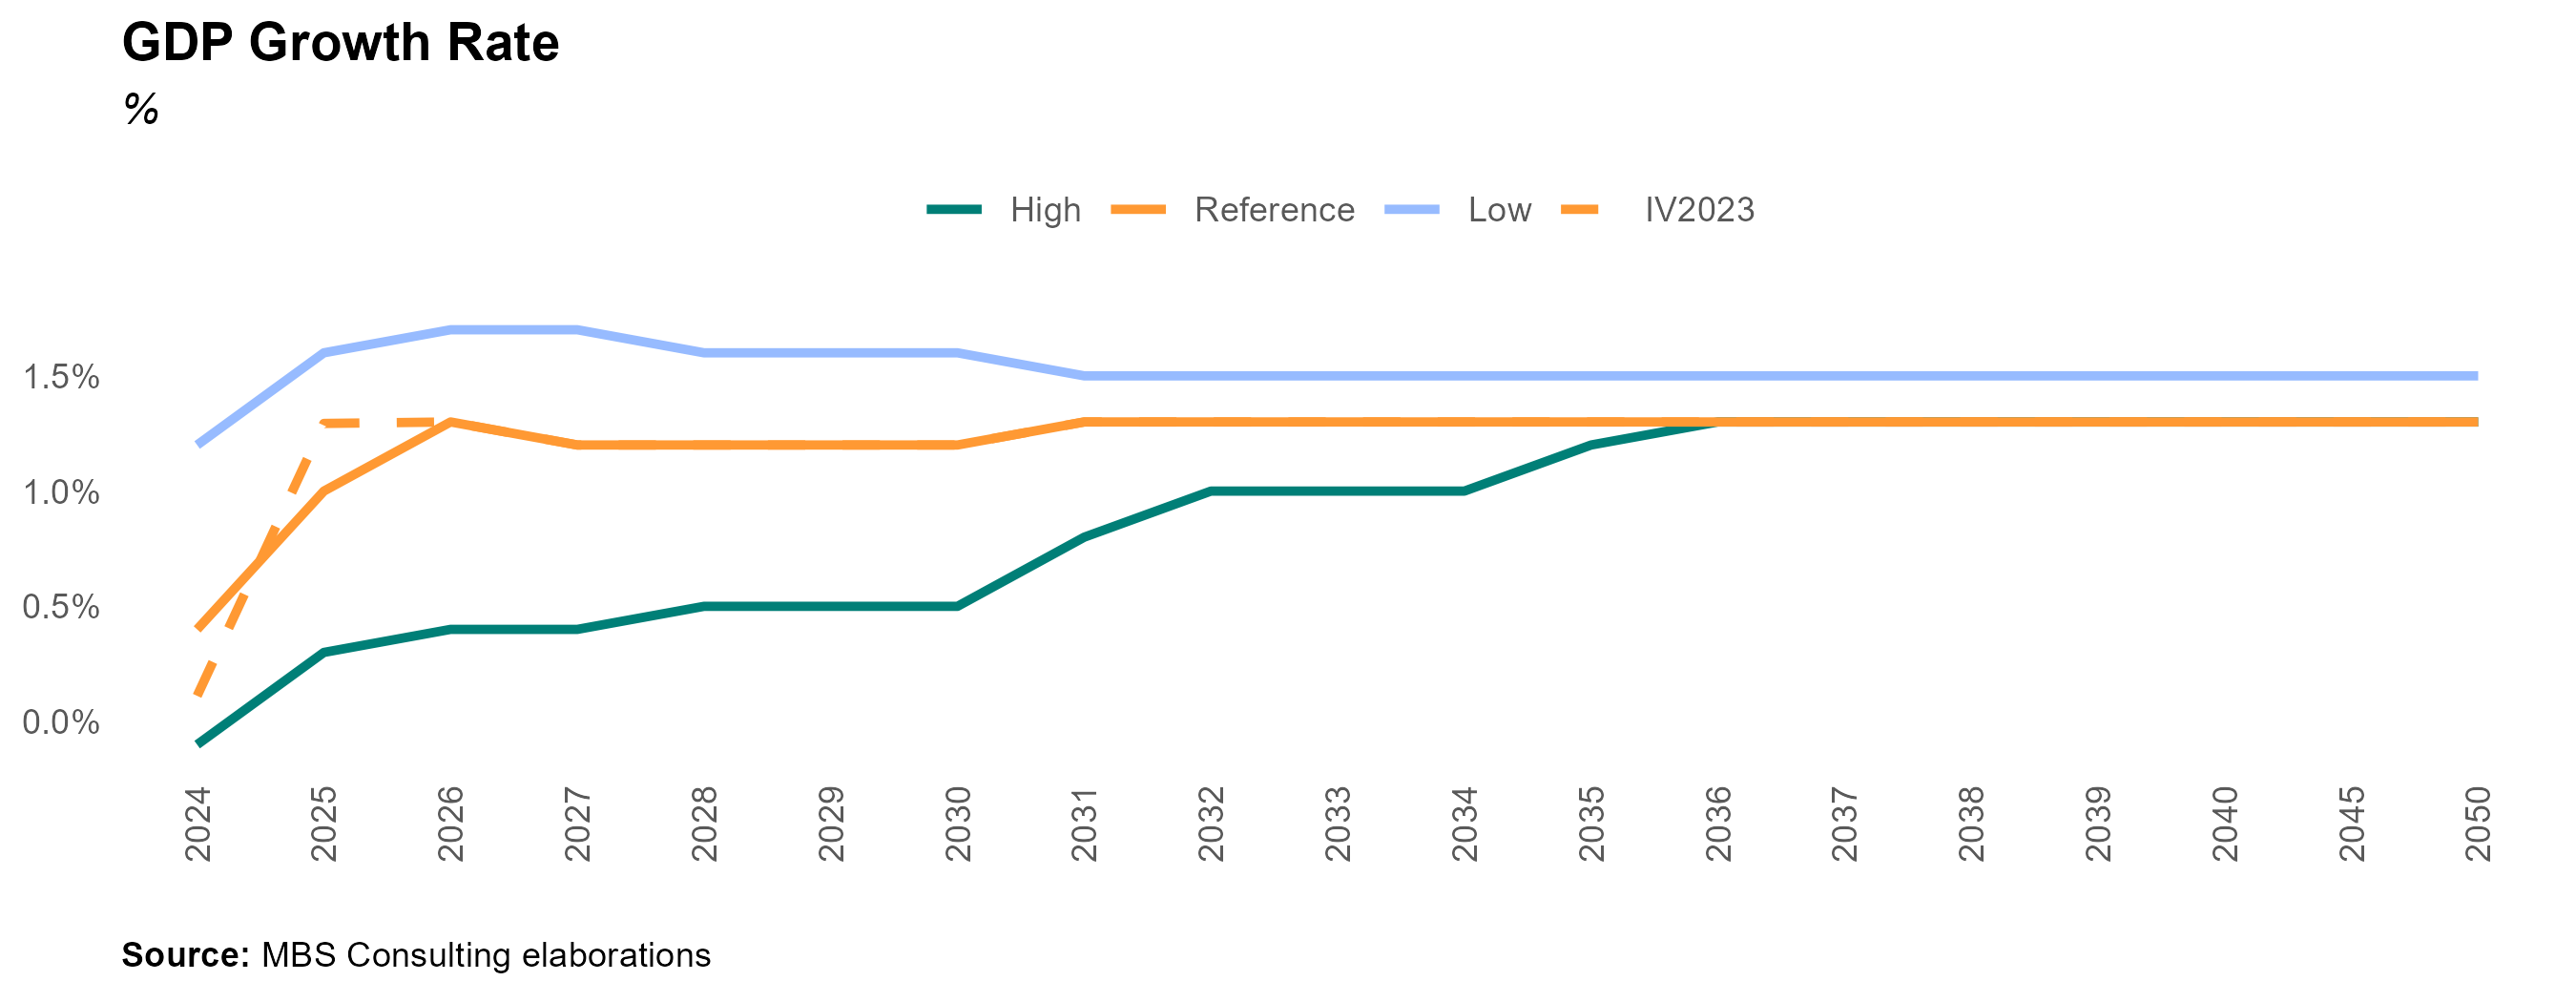 GDP Growth Rate
%
High Reference Low IV2023
1.5%
1.0%
0.5%
0.0%
2024 2025 2026 2027 2028 2029 2030 2031 2032 2033 2034 2035 2036 2037 2038 2039 2040 2045 2050
Source: MBS Consulting elaborations